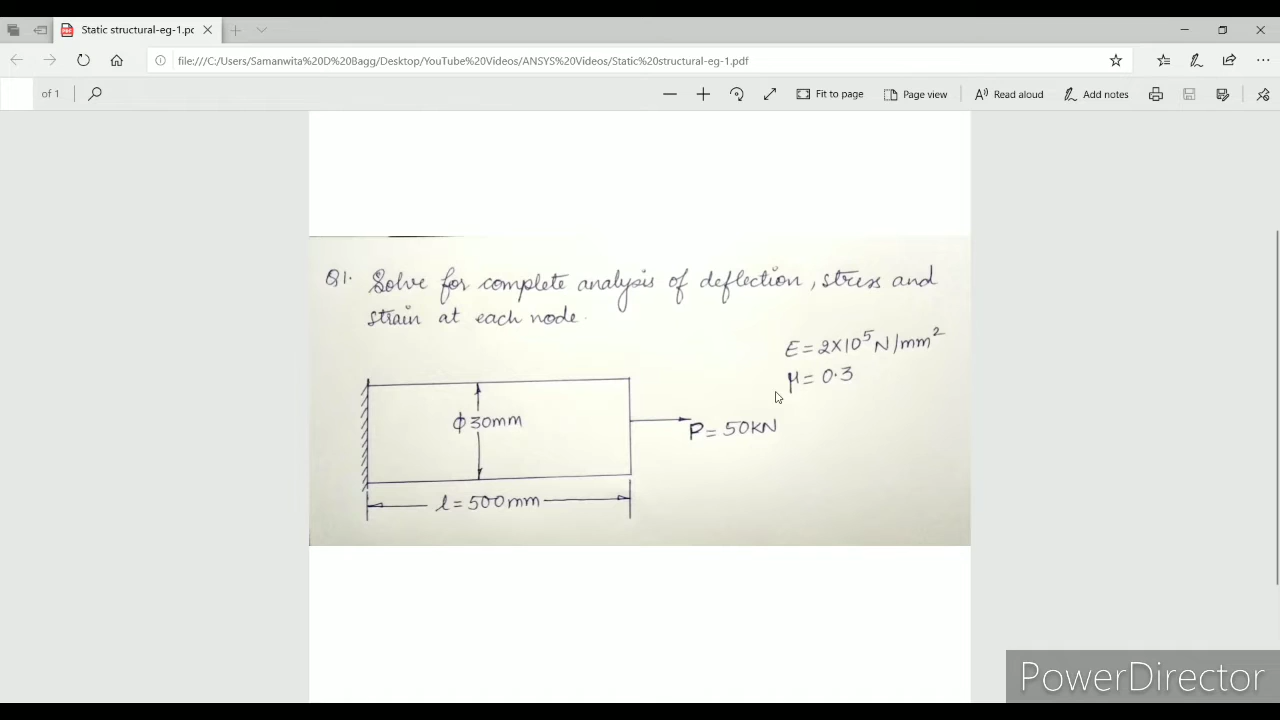 Static structural-eg-1.pc
file:///C:/Users/Samanwita%20D%20Bagg/Desktop/YouTube%20Videos/ANSYS%20Videos/Static%20structural-eg-1.pdf
of 1
Fit to page
Page view
Read aloud
Add notes
Q1. Solve for complete analysis of deflection, stress and
strain at each node.
E = 2×10⁵ N/mm²
μ = 0.3
ϕ30mm
P = 50KN
l = 500mm
PowerDirector